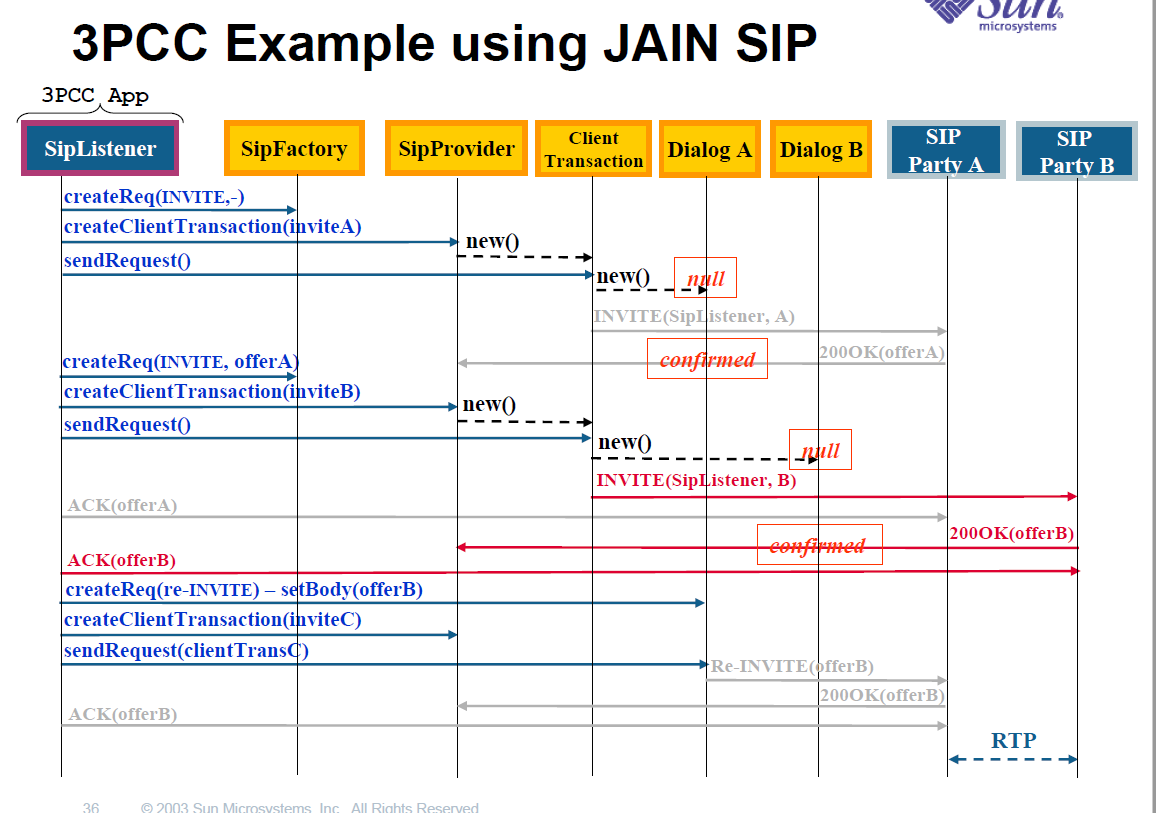 Sun
microsystems
3PCC Example using JAIN SIP
3PCC App
SipListener
SipFactory
SipProvider
Client
Transaction
Dialog A
Dialog B
SIP
Party A
SIP
Party B
createReq(INVITE,-)
createClientTransaction(inviteA)
new()
sendRequest()
new()
null
INVITE(SipListener, A)
200OK(offerA)
confirmed
createReq(INVITE, offerA)
createClientTransaction(inviteB)
new()
sendRequest()
new()
null
INVITE(SipListener, B)
ACK(offerA)
200OK(offerB)
confirmed
ACK(offerB)
createReq(re-INVITE) – setBody(offerB)
createClientTransaction(inviteC)
sendRequest(clientTransC)
Re-INVITE(offerB)
200OK(offerB)
ACK(offerB)
RTP
36 © 2003 Sun Microsystems, Inc. All Rights Reserved